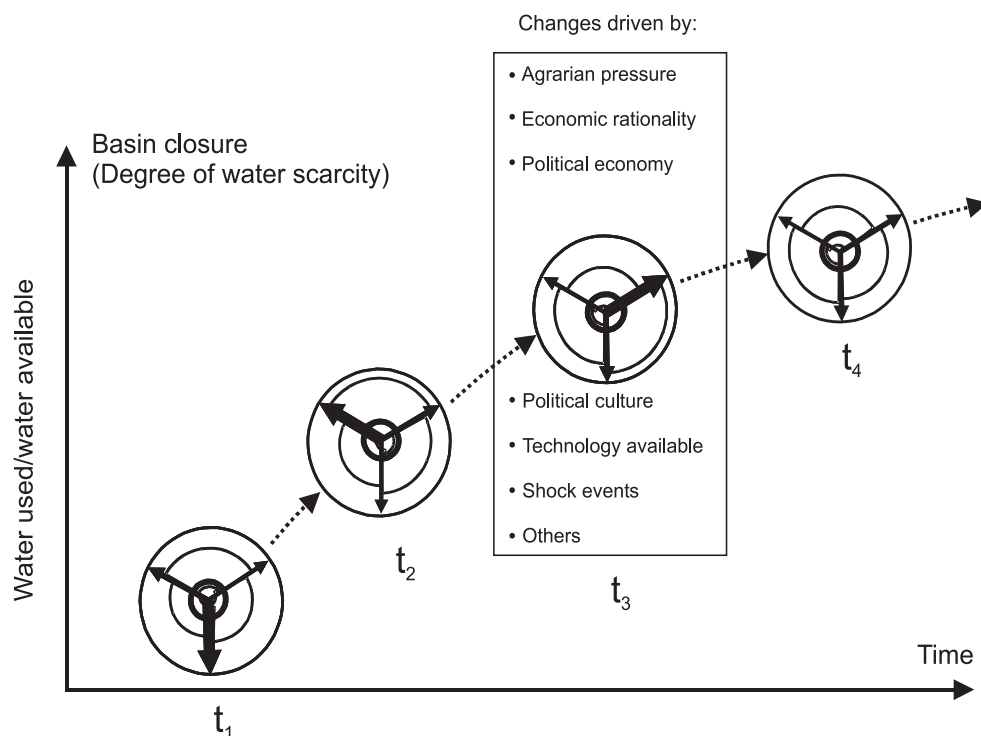 Changes driven by:
• Agrarian pressure
• Economic rationality
• Political economy
Basin closure
(Degree of water scarcity)
Water used/water available
t₄
• Political culture
• Technology available
• Shock events
• Others
t₂
t₃
Time
t₁